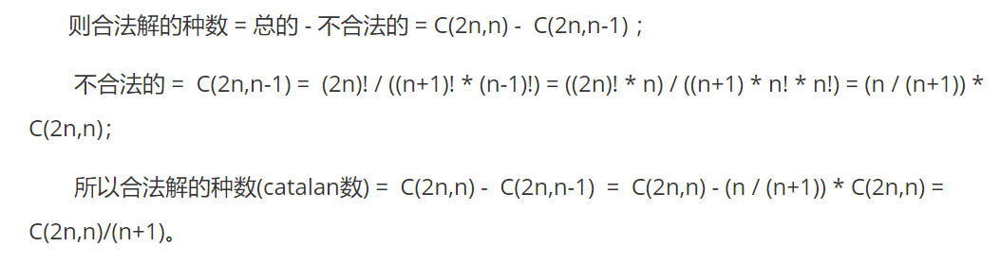 则合法解的种数 = 总的 - 不合法的 = C(2n,n) -  C(2n,n-1) ；
不合法的 =  C(2n,n-1) =  (2n)! / ((n+1)! * (n-1)!) = ((2n)! * n) / ((n+1) * n! * n!) = (n / (n+1)) *
C(2n,n)；
所以合法解的种数(catalan数) =  C(2n,n) -  C(2n,n-1)  =  C(2n,n) - (n / (n+1)) * C(2n,n) =
C(2n,n)/(n+1)。